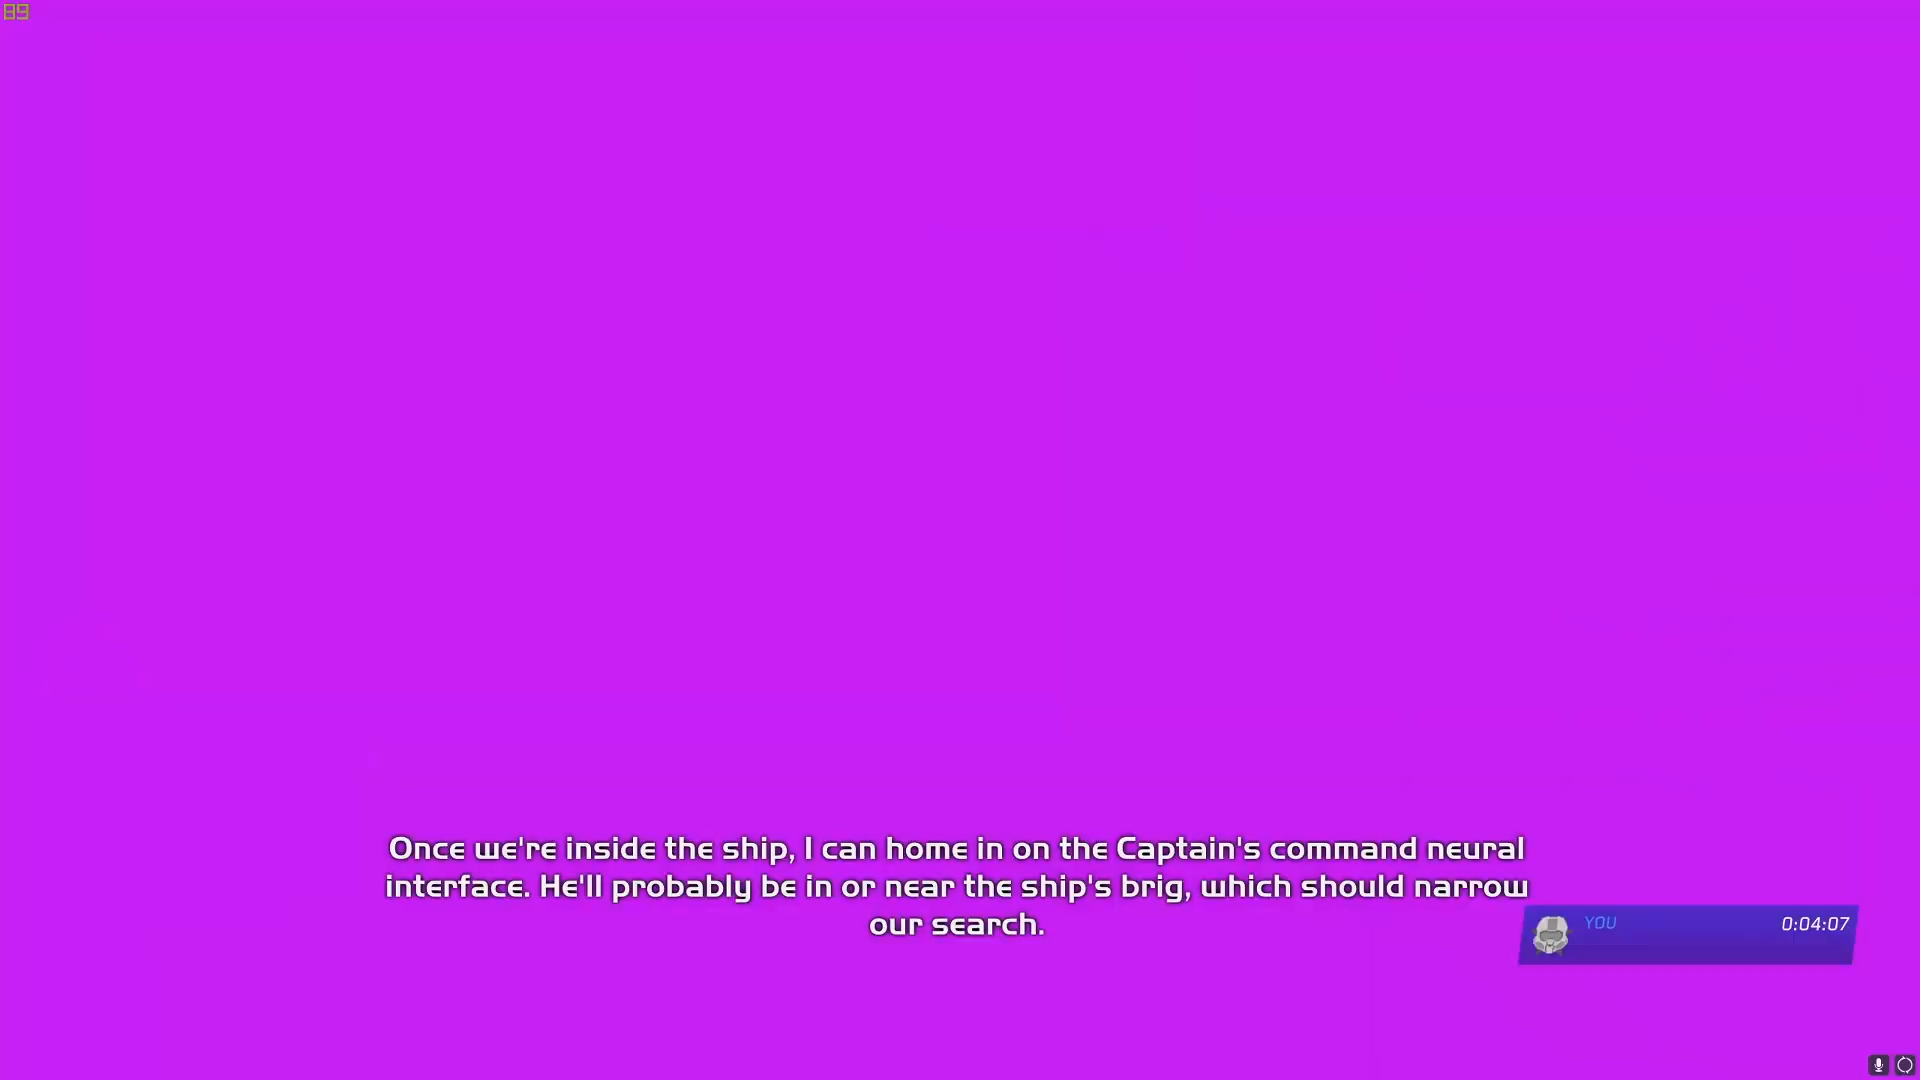 89
Once we're inside the ship, I can home in on the Captain's command neural
interface. He'll probably be in or near the ship's brig, which should narrow
our search.
YOU 0:04:07